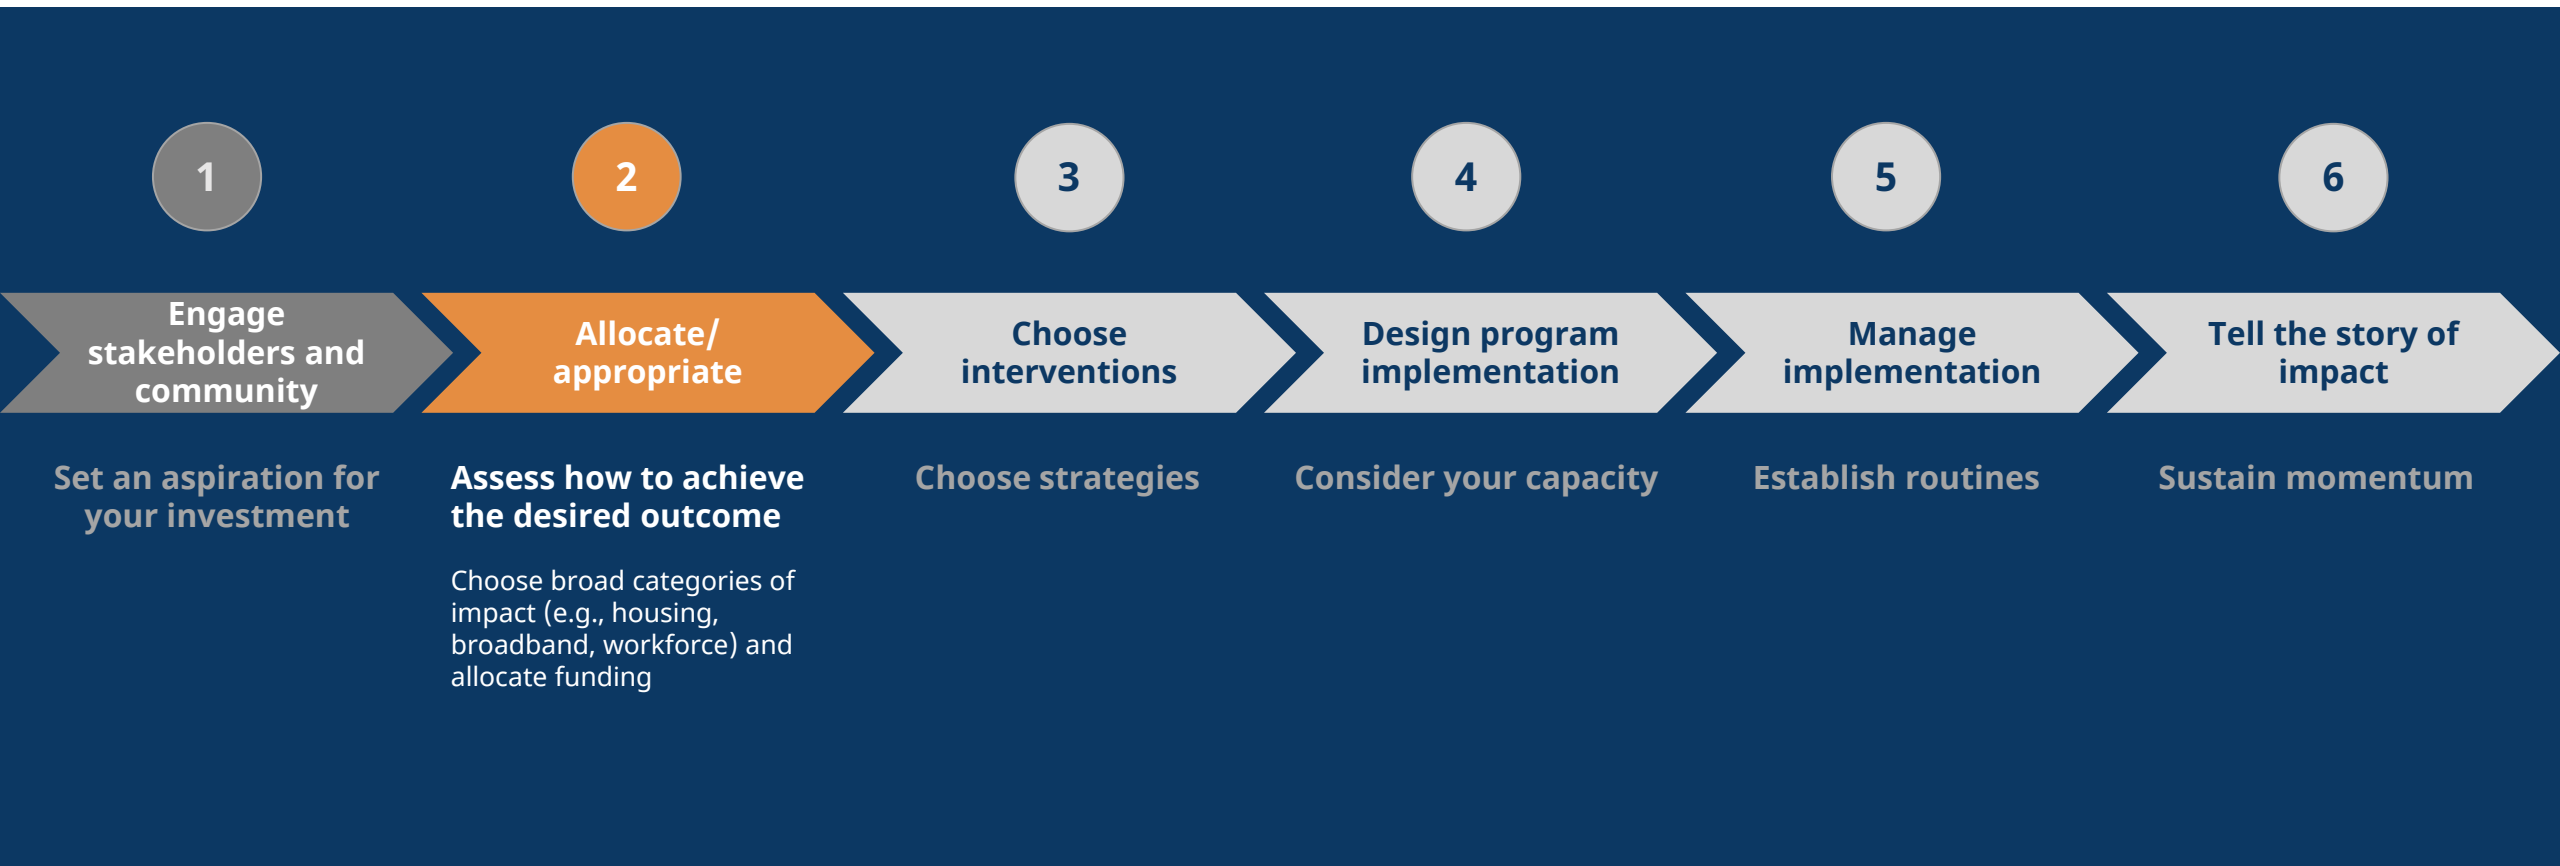 1
2
3
4
5
6
Engage
stakeholders and
community
Allocate/
appropriate
Choose
interventions
Design program
implementation
Manage
implementation
Tell the story of
impact
Set an aspiration for
your investment
Assess how to achieve
the desired outcome
Choose broad categories of
impact (e.g., housing,
broadband, workforce) and
allocate funding
Choose strategies
Consider your capacity
Establish routines
Sustain momentum